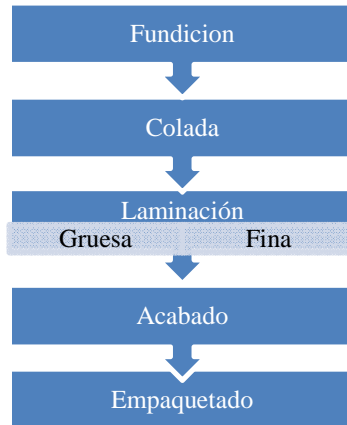 Fundicion
Colada
Laminación
Gruesa Fina
Acabado
Empaquetado